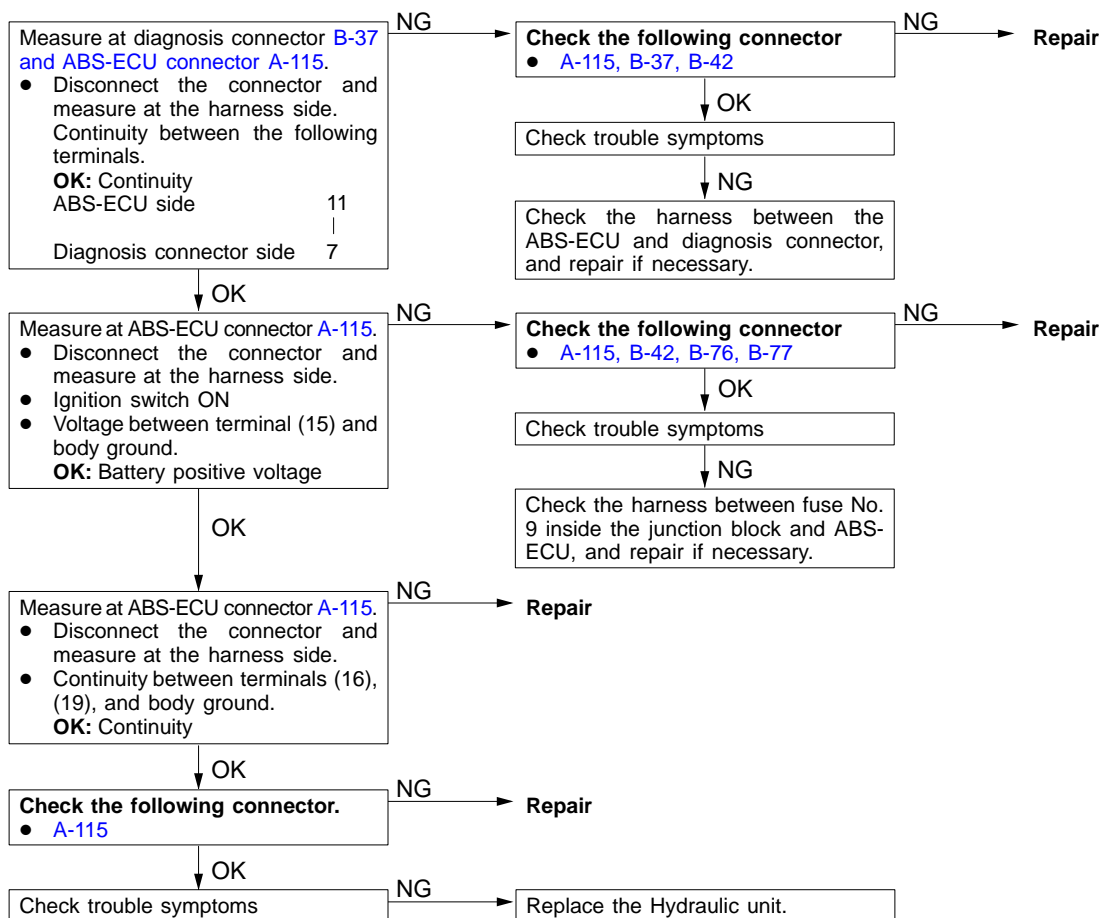 Measure at diagnosis connector B-37
and ABS-ECU connector A-115.
● Disconnect the connector and
measure at the harness side.
Continuity between the following
terminals.
OK: Continuity
ABS-ECU side 11
|
Diagnosis connector side 7
NG
Check the following connector
● A-115, B-37, B-42
NG
Repair
OK
Check trouble symptoms
NG
Check the harness between the
ABS-ECU and diagnosis connector,
and repair if necessary.
OK
Measure at ABS-ECU connector A-115.
● Disconnect the connector and
measure at the harness side.
● Ignition switch ON
● Voltage between terminal (15) and
body ground.
OK: Battery positive voltage
NG
Check the following connector
● A-115, B-42, B-76, B-77
NG
Repair
OK
Check trouble symptoms
NG
Check the harness between fuse No.
9 inside the junction block and ABS-
ECU, and repair if necessary.
OK
Measure at ABS-ECU connector A-115.
● Disconnect the connector and
measure at the harness side.
● Continuity between terminals (16),
(19), and body ground.
OK: Continuity
NG
Repair
OK
Check the following connector.
● A-115
NG
Repair
OK
Check trouble symptoms
NG
Replace the Hydraulic unit.